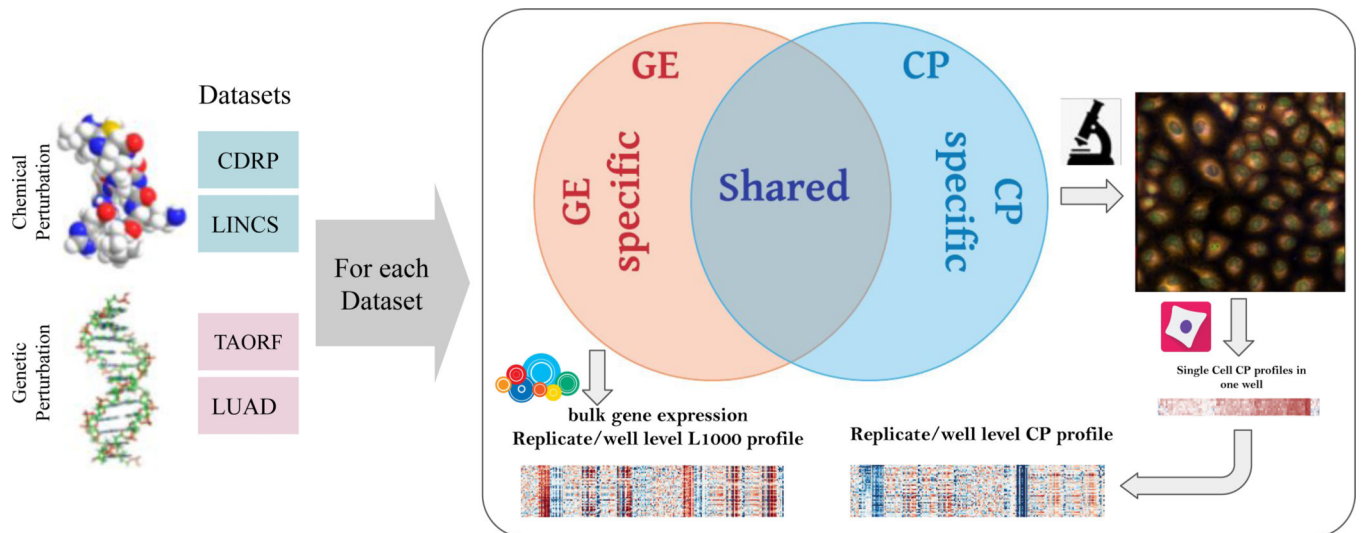 Datasets
Chemical
Perturbation
CDRP
LINCS
Genetic
Perturbation
TAORF
LUAD
For each
Dataset
GE
CP
GE
specific
Shared
CP
specific
bulk gene expression
Replicate/well level L1000 profile
Replicate/well level CP profile
Single Cell CP profiles in
one well